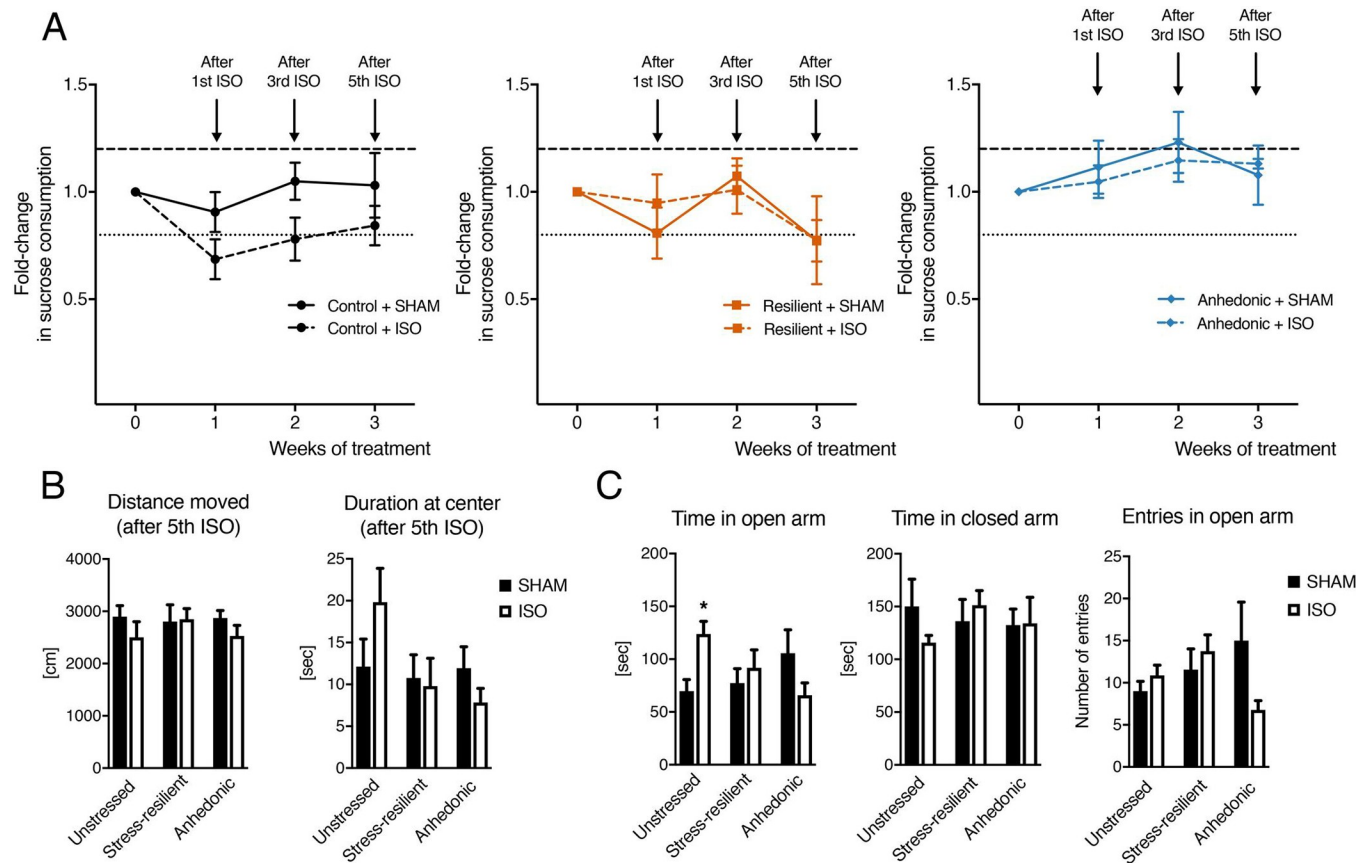 A
After
1st ISO
After
3rd ISO
After
5th ISO
1.5
1.0
0.5
Fold-change
in sucrose consumption
Control + SHAM
Control + ISO
0 1 2 3
Weeks of treatment
After
1st ISO
After
3rd ISO
After
5th ISO
1.5
1.0
0.5
Fold-change
in sucrose consumption
Resilient + SHAM
Resilient + ISO
0 1 2 3
Weeks of treatment
After
1st ISO
After
3rd ISO
After
5th ISO
1.5
1.0
0.5
Fold-change
in sucrose consumption
Anhedonic + SHAM
Anhedonic + ISO
0 1 2 3
Weeks of treatment
B
Distance moved
(after 5th ISO)
4000
3000
2000
1000
0
[cm]
Unstressed
Stress-resilient
Anhedonic
Duration at center
(after 5th ISO)
25
20
15
10
5
0
[sec]
Unstressed
Stress-resilient
Anhedonic
SHAM
ISO
C
Time in open arm
200
150
100
50
0
[sec]
*
Unstressed
Stress-resilient
Anhedonic
Time in closed arm
200
150
100
50
0
[sec]
Unstressed
Stress-resilient
Anhedonic
Entries in open arm
25
20
15
10
5
0
Number of entries
Unstressed
Stress-resilient
Anhedonic
SHAM
ISO